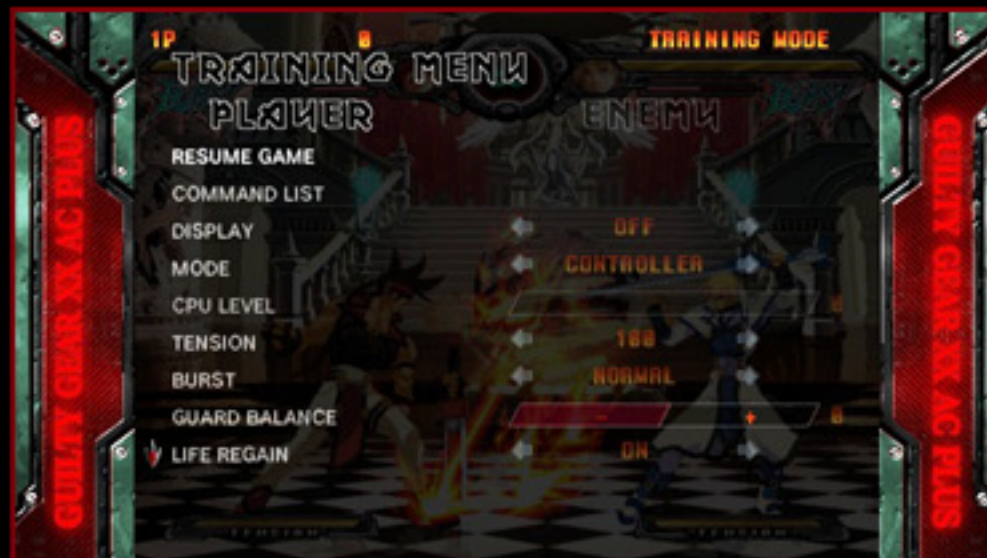 1P 0 TRAINING MODE
TRAINING MENU
PLAYER ENEMY
RESUME GAME
COMMAND LIST
DISPLAY OFF
MODE CONTROLLER
CPU LEVEL
TENSION 100
BURST NORMAL
GUARD BALANCE - + 0
LIFE REGAIN ON
TENSION TENSION
GUILTY GEAR XX AC PLUS
GUILTY GEAR XX AC PLUS